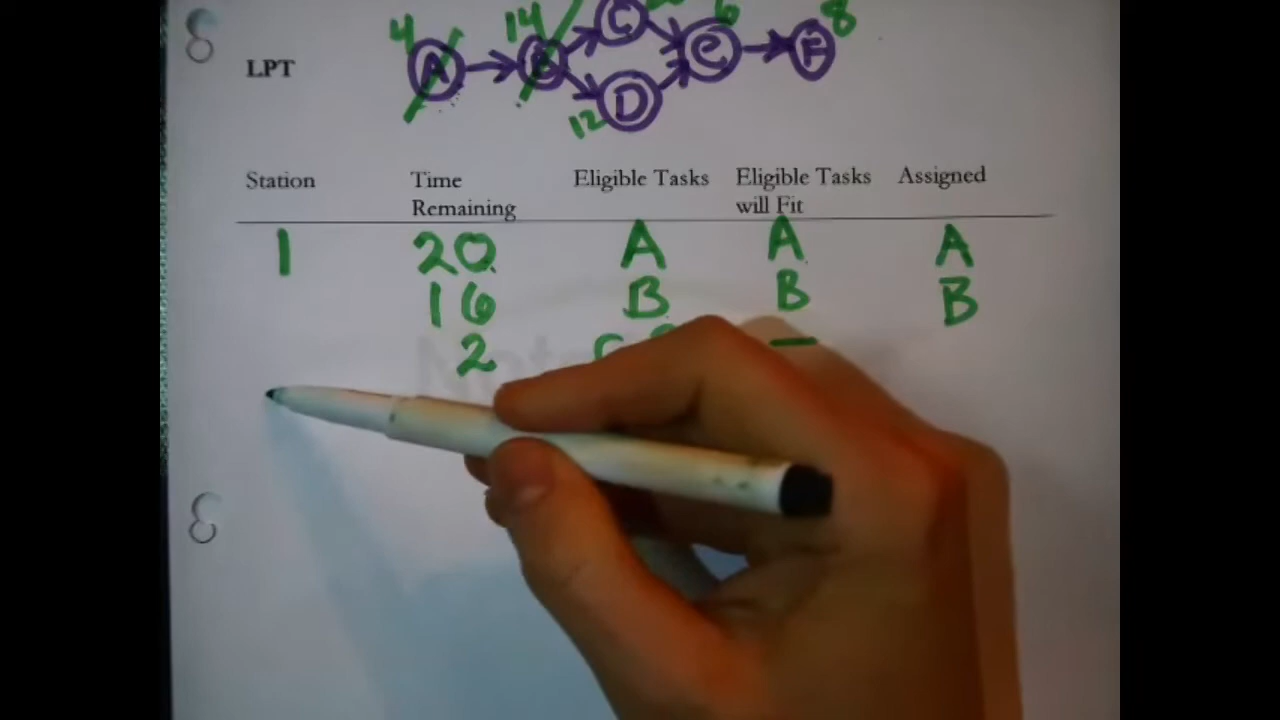 4 14 C 6 8
LPT A B C F
12 D
Station Time Remaining Eligible Tasks Eligible Tasks will Fit Assigned
1 20 A A A
16 B B B
2 C —